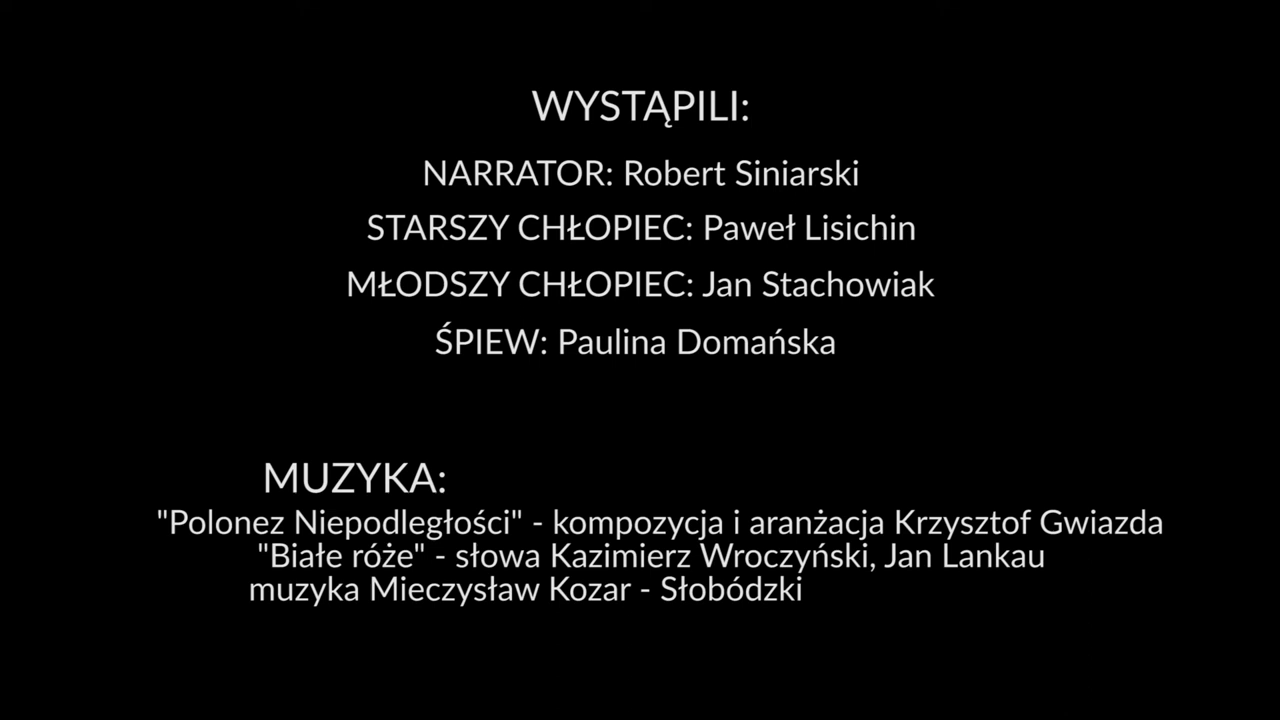 WYSTĄPILI:
NARRATOR: Robert Siniarski
STARSZY CHŁOPIEC: Paweł Lisichin
MŁODSZY CHŁOPIEC: Jan Stachowiak
ŚPIEW: Paulina Domańska
MUZYKA:
"Polonez Niepodległości" - kompozycja i aranżacja Krzysztof Gwiazda
"Białe róże" - słowa Kazimierz Wroczyński, Jan Lankau
muzyka Mieczysław Kozar - Słobódzki